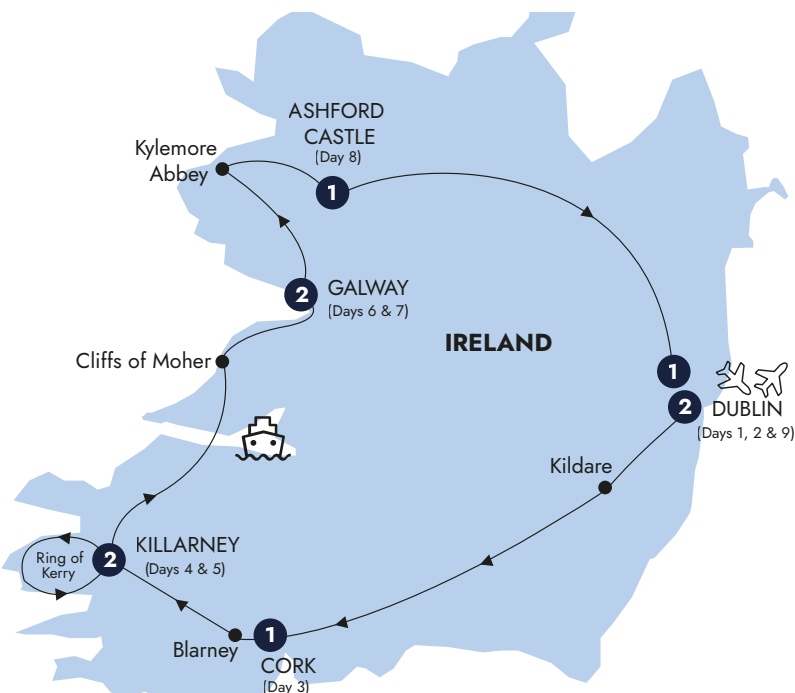 ASHFORD
CASTLE
(Day 8)
Kylemore
Abbey
1
2
GALWAY
(Days 6 & 7)
IRELAND
Cliffs of Moher
1
2
DUBLIN
(Days 1, 2 & 9)
Kildare
KILLARNEY
(Days 4 & 5)
2
Ring of
Kerry
Blarney
1
CORK
(Day 3)